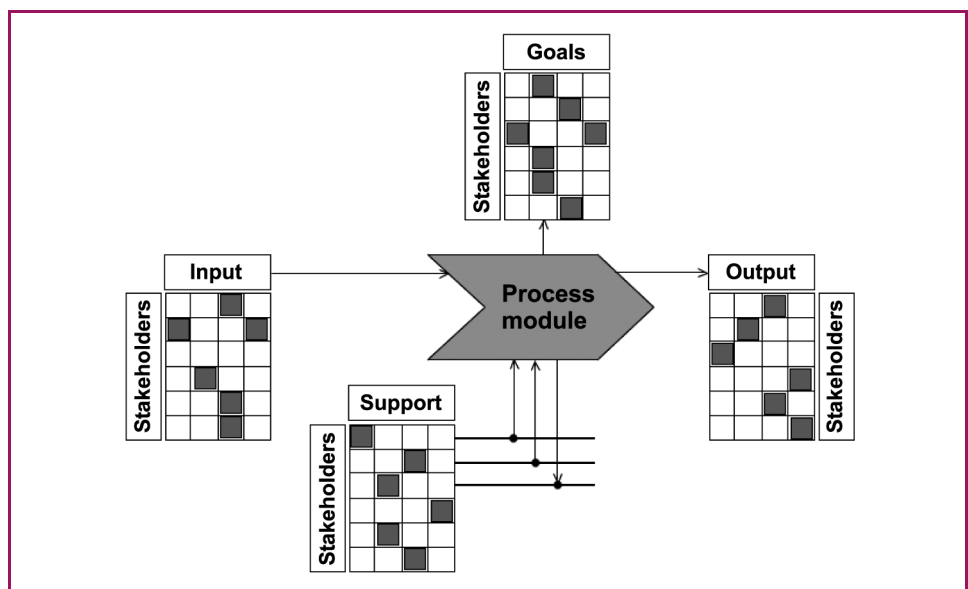 Goals
Stakeholders
Input
Stakeholders
Process
module
Output
Stakeholders
Support
Stakeholders